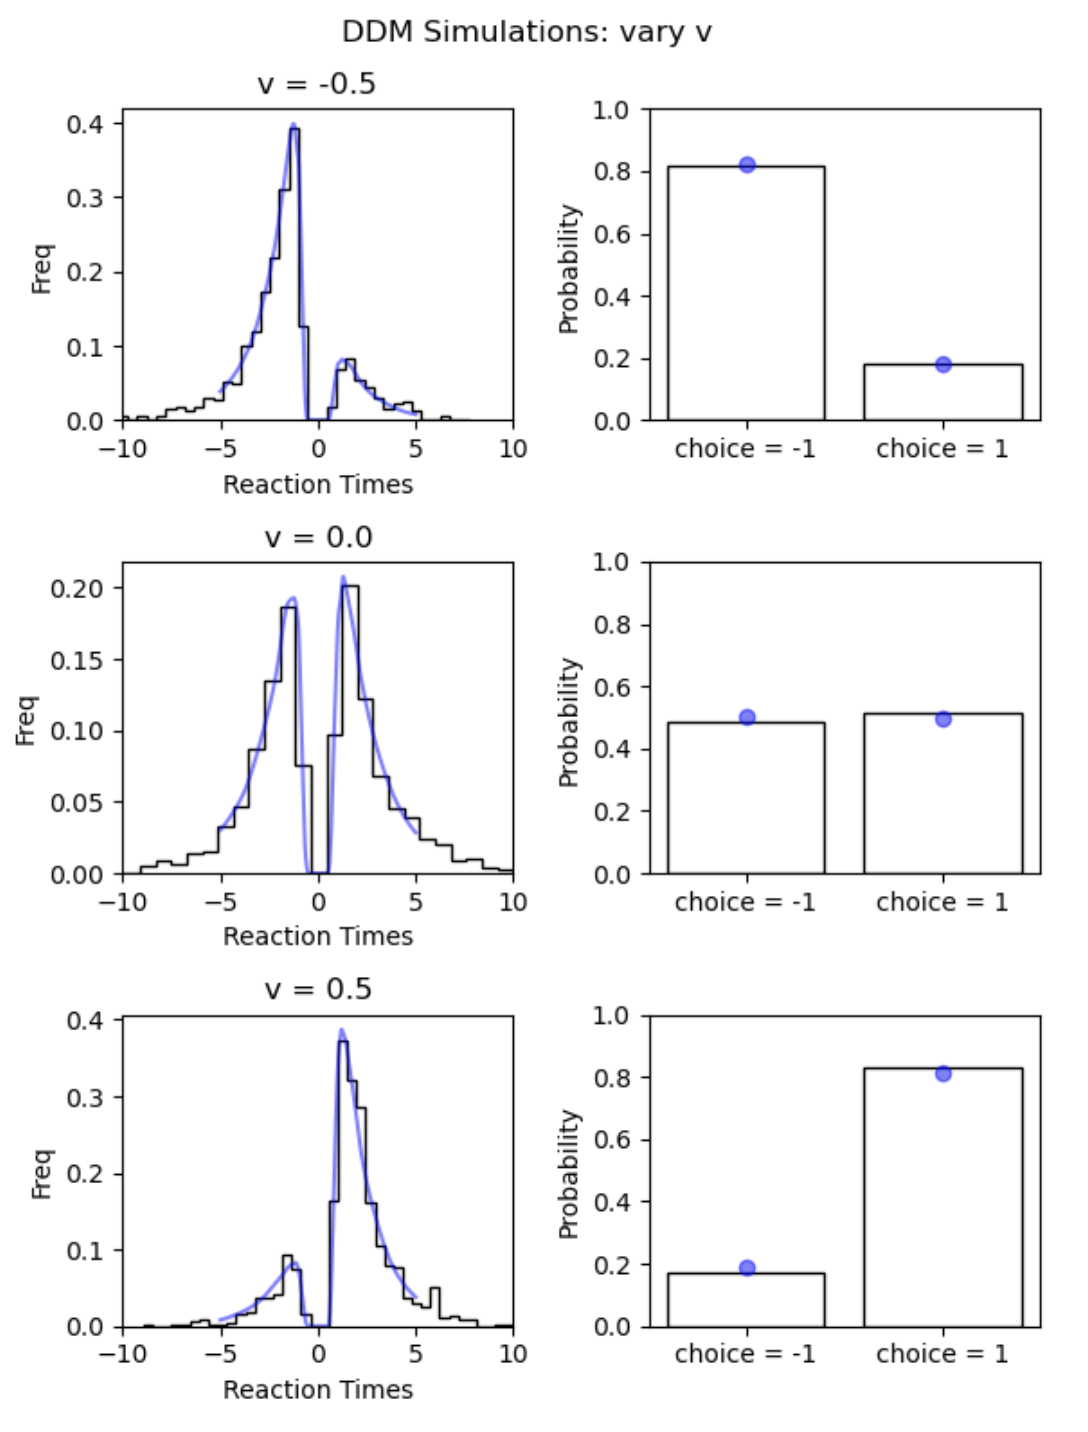 DDM Simulations: vary v
v = -0.5
0.4
0.3
0.2
0.1
0.0
Freq
−10 −5 0 5 10
Reaction Times
1.0
0.8
0.6
0.4
0.2
0.0
Probability
choice = -1 choice = 1
v = 0.0
0.20
0.15
0.10
0.05
0.00
Freq
−10 −5 0 5 10
Reaction Times
1.0
0.8
0.6
0.4
0.2
0.0
Probability
choice = -1 choice = 1
v = 0.5
0.4
0.3
0.2
0.1
0.0
Freq
−10 −5 0 5 10
Reaction Times
1.0
0.8
0.6
0.4
0.2
0.0
Probability
choice = -1 choice = 1